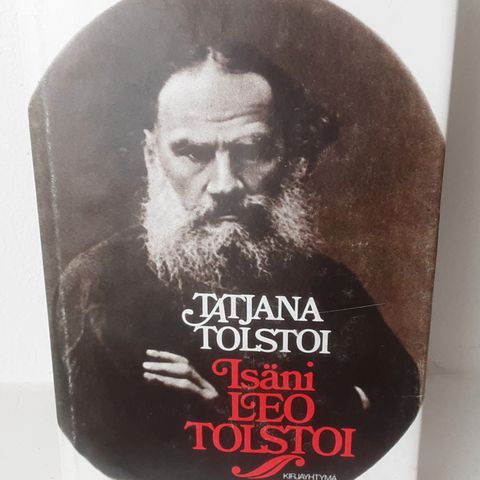 TATJANA
TOLSTOI
Isäni
LEO
TOLSTOI
KIRJAYHTYMÄ